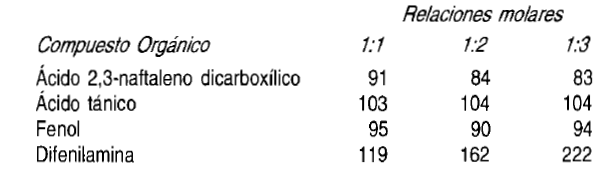 Relaciones molares
Compuesto Orgánico 1:1 1:2 1:3
Ácido 2,3-naftaleno dicarboxílico 91 84 83
Ácido tánico 103 104 104
Fenol 95 90 94
Difenilamina 119 162 222